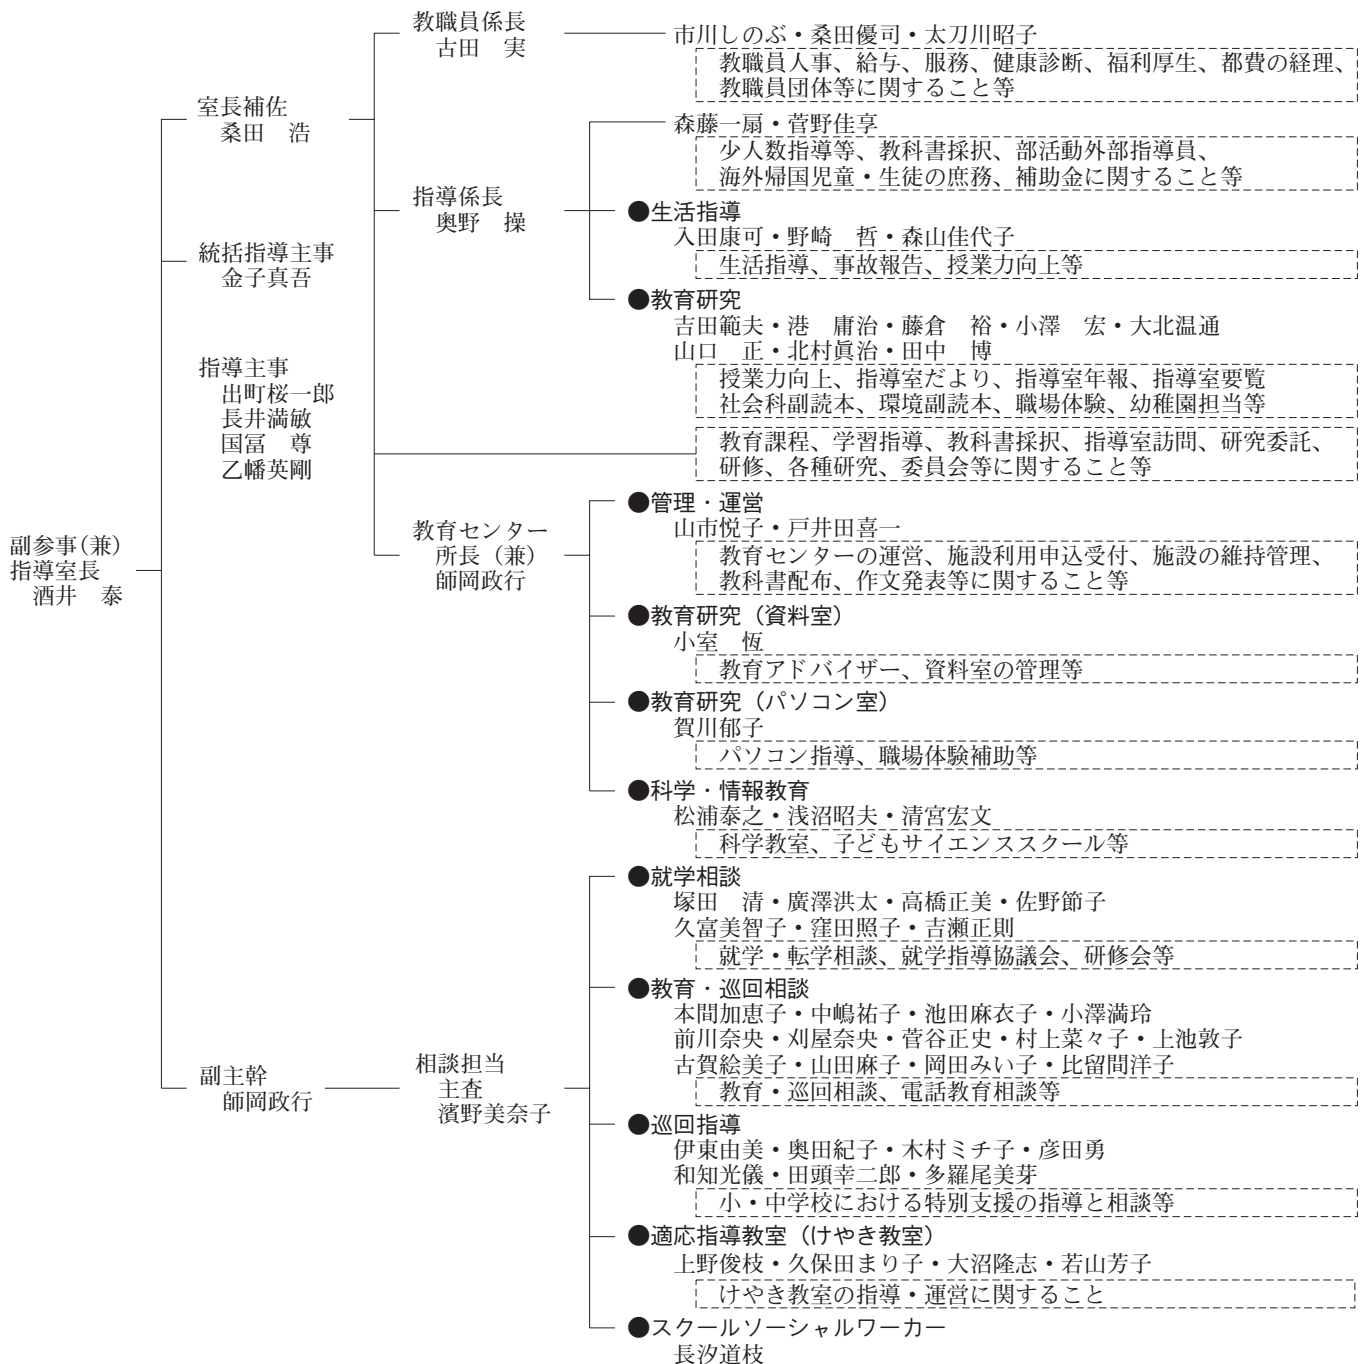 副参事(兼)
指導室長
酒井　泰
室長補佐
桑田　浩
統括指導主事
金子真吾
指導主事
出町桜一郎
長井満敏
国冨　尊
乙幡英剛
副主幹
師岡政行
教職員係長
古田　実
指導係長
奥野　操
教育センター
所長（兼）
師岡政行
相談担当
主査
濱野美奈子
市川しのぶ・桑田優司・太刀川昭子
教職員人事、給与、服務、健康診断、福利厚生、都費の経理、
教職員団体等に関すること等
森藤一扇・菅野佳享
少人数指導等、教科書採択、部活動外部指導員、
海外帰国児童・生徒の庶務、補助金に関すること等
●生活指導
入田康可・野崎　哲・森山佳代子
生活指導、事故報告、授業力向上等
●教育研究
吉田範夫・港　庸治・藤倉　裕・小澤　宏・大北温通
山口　正・北村眞治・田中　博
授業力向上、指導室だより、指導室年報、指導室要覧
社会科副読本、環境副読本、職場体験、幼稚園担当等
教育課程、学習指導、教科書採択、指導室訪問、研究委託、
研修、各種研究、委員会等に関すること等
●管理・運営
山市悦子・戸井田喜一
教育センターの運営、施設利用申込受付、施設の維持管理、
教科書配布、作文発表等に関すること等
●教育研究（資料室）
小室　恆
教育アドバイザー、資料室の管理等
●教育研究（パソコン室）
賀川郁子
パソコン指導、職場体験補助等
●科学・情報教育
松浦泰之・浅沼昭夫・清宮宏文
科学教室、子どもサイエンススクール等
●就学相談
塚田　清・廣澤洪太・高橋正美・佐野節子
久富美智子・窪田照子・吉瀬正則
就学・転学相談、就学指導協議会、研修会等
●教育・巡回相談
本間加恵子・中嶋祐子・池田麻衣子・小澤満玲
前川奈央・刈屋奈央・菅谷正史・村上菜々子・上池敦子
古賀絵美子・山田麻子・岡田みい子・比留間洋子
教育・巡回相談、電話教育相談等
●巡回指導
伊東由美・奥田紀子・木村ミチ子・彦田勇
和知光儀・田頭幸二郎・多羅尾美芽
小・中学校における特別支援の指導と相談等
●適応指導教室（けやき教室）
上野俊枝・久保田まり子・大沼隆志・若山芳子
けやき教室の指導・運営に関すること
●スクールソーシャルワーカー
長汐道枝